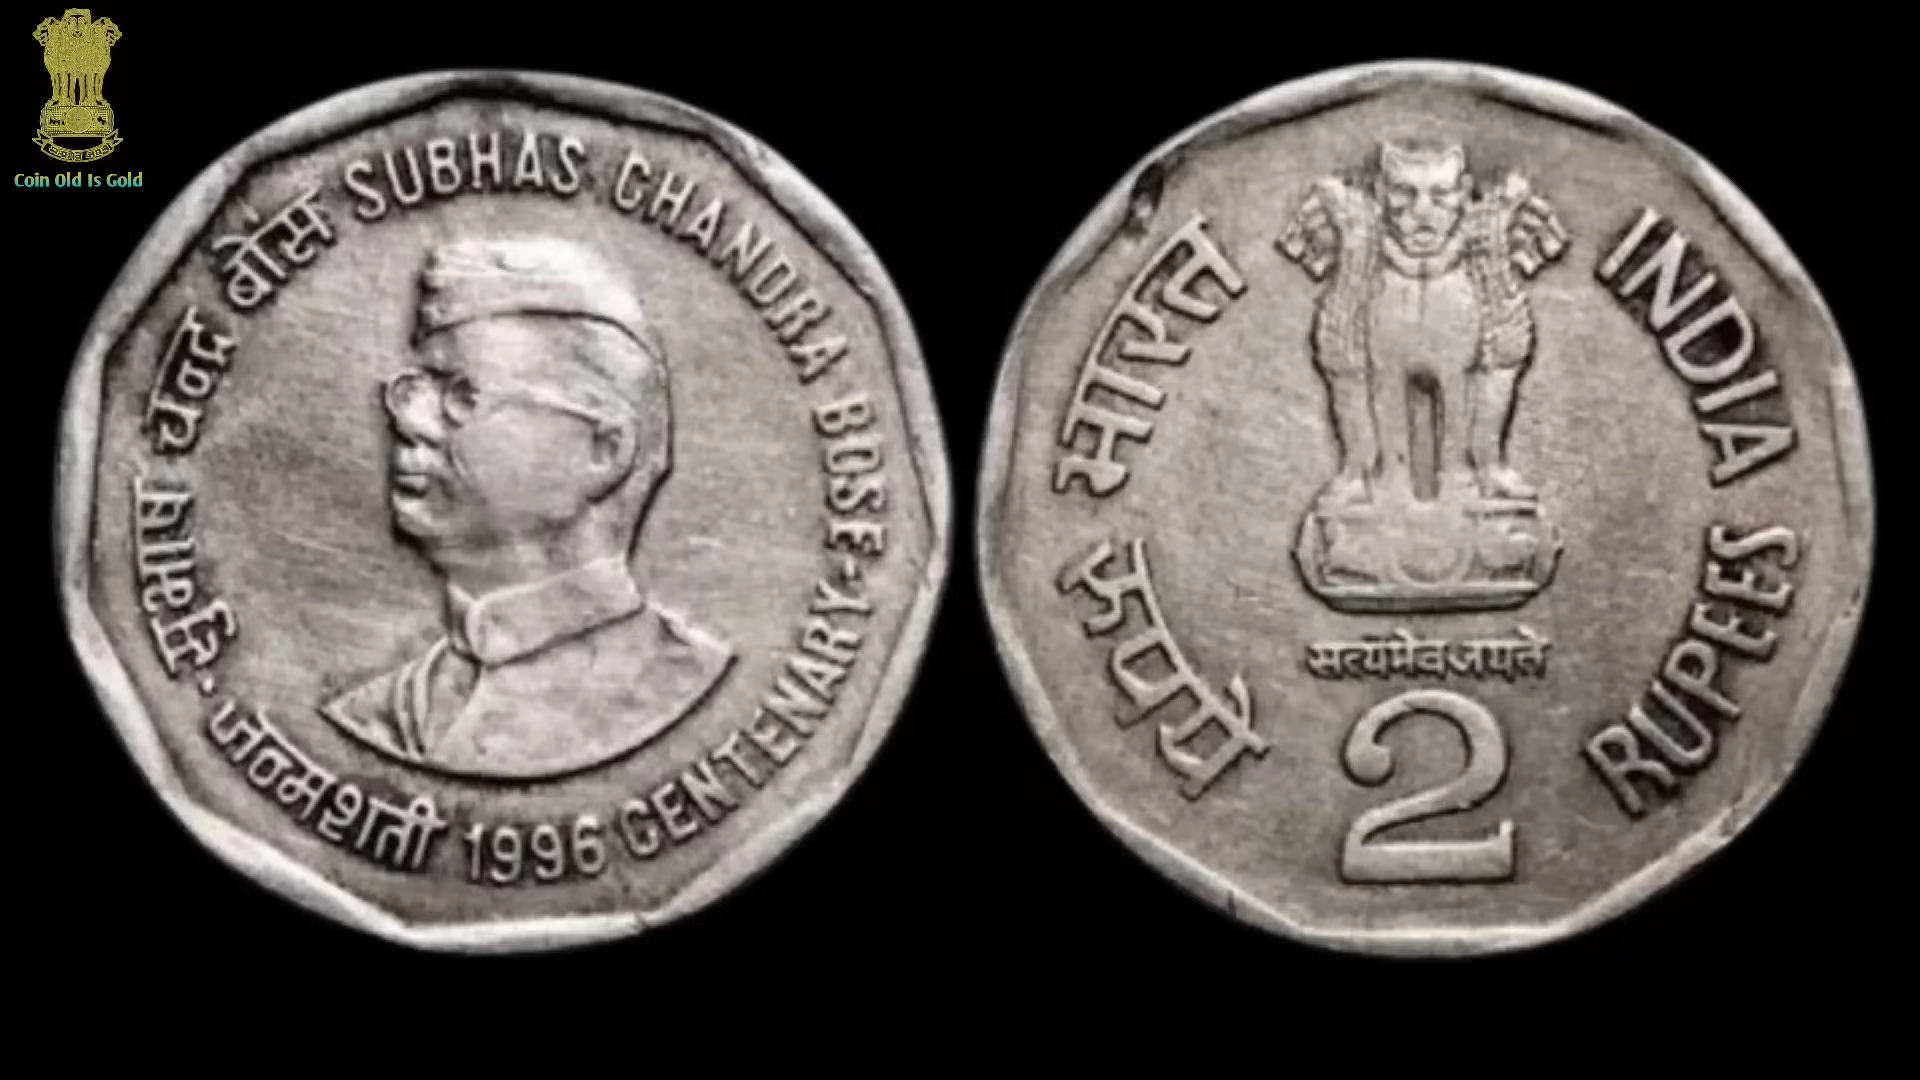 Coin Old Is Gold
सुभाष चन्द्र बोस SUBHAS CHANDRA BOSE
जन्मशती 1996 CENTENARY
भारत INDIA
रुपये RUPEES
सत्यमेव जयते
2